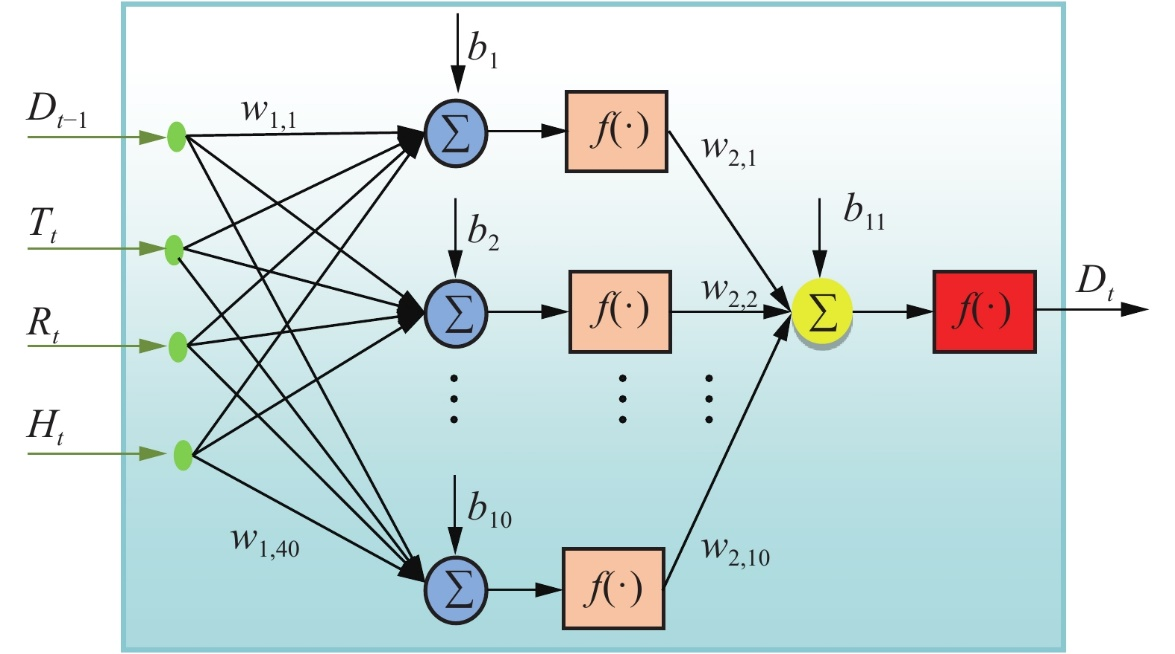 b₁
Dₜ₋₁
w₁,₁
Σ
f(·)
w₂,₁
Tₜ
b₂
b₁₁
Rₜ
Σ
f(·)
w₂,₂
Σ
f(·)
Dₜ
Hₜ
b₁₀
w₁,₄₀
w₂,₁₀
Σ
f(·)